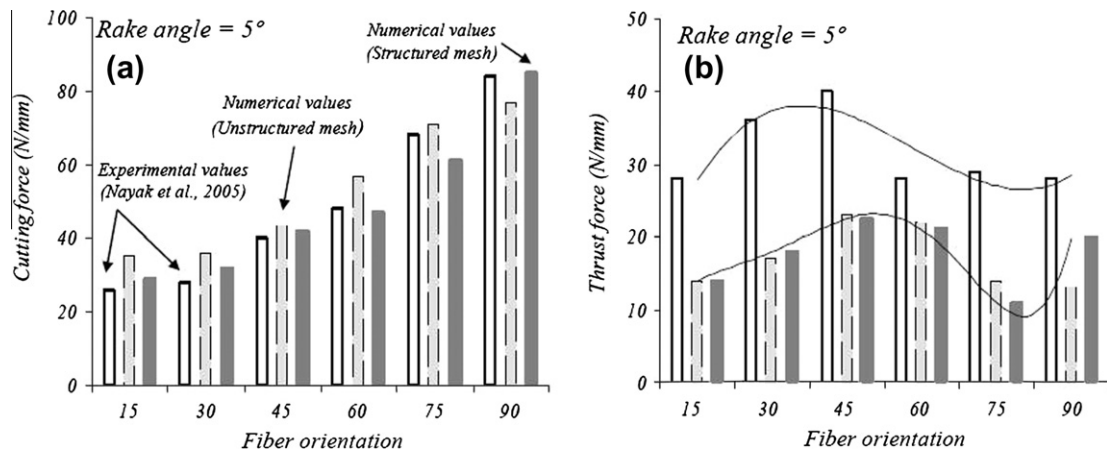 Rake angle = 5°
(a)
Numerical values
(Structured mesh)
Numerical values
(Unstructured mesh)
Experimental values
(Nayak et al., 2005)
Cutting force (N/mm)
100
80
60
40
20
0
15 30 45 60 75 90
Fiber orientation
Rake angle = 5°
(b)
Thrust force (N/mm)
50
40
30
20
10
0
15 30 45 60 75 90
Fiber orientation